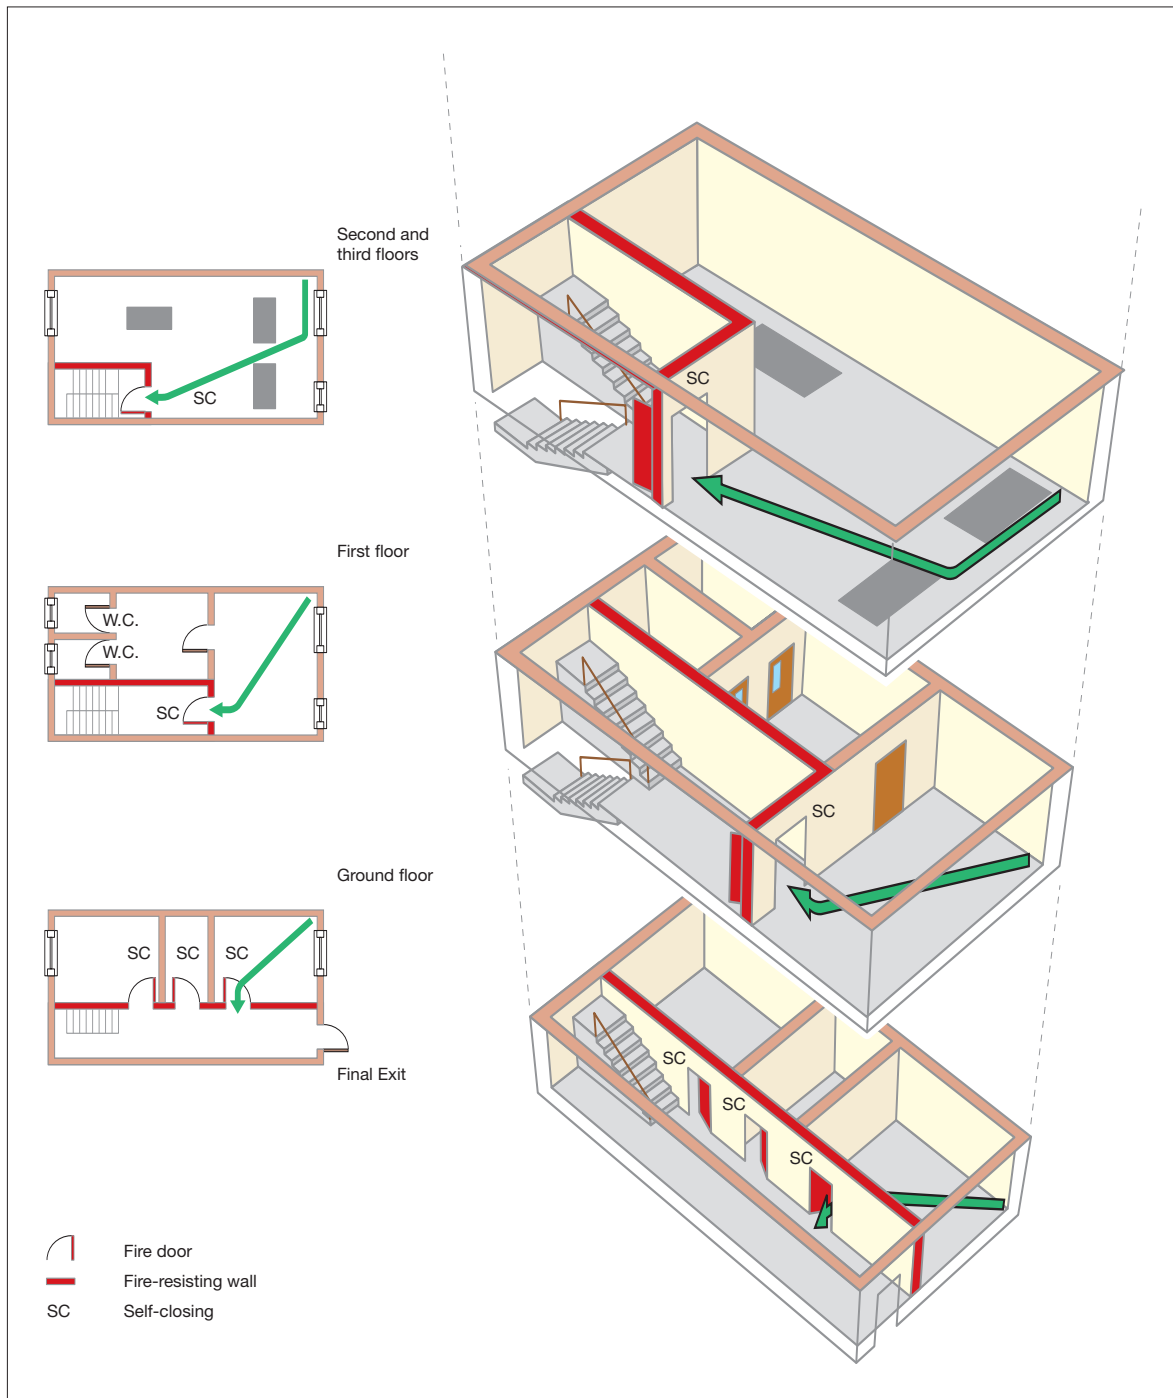 Second and
third floors
SC
SC
First floor
W.C.
W.C.
SC
SC
Ground floor
SC
SC
SC
Final Exit
SC
SC
SC
Fire door
Fire-resisting wall
SC
Self-closing